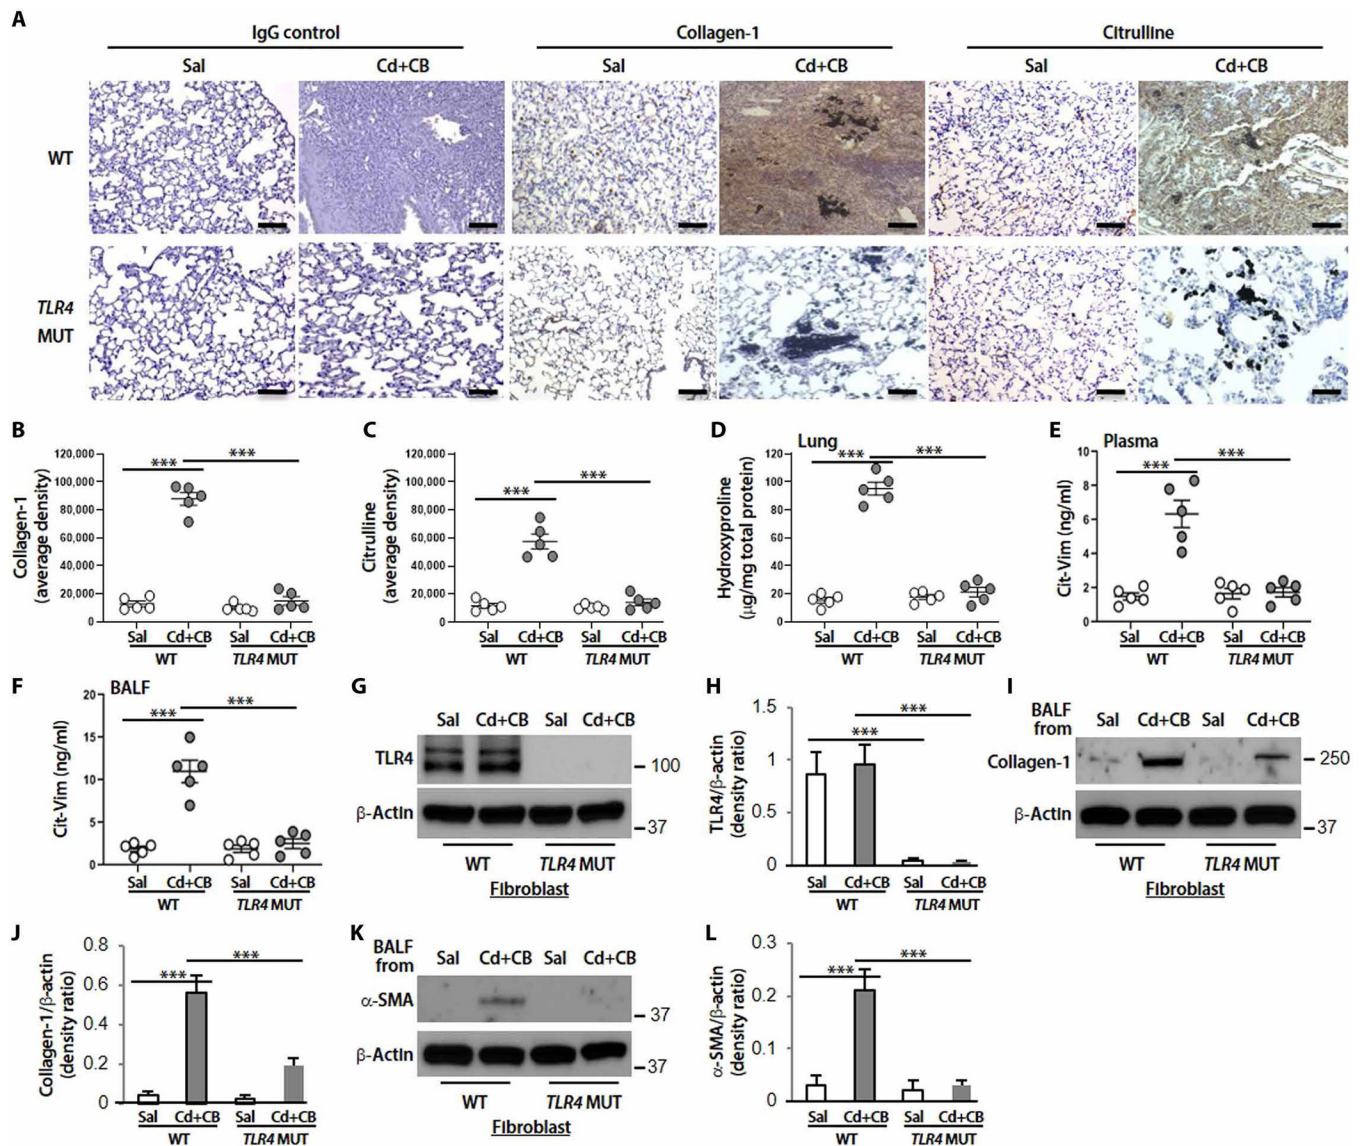 A
IgG control
Collagen-1
Citrulline
Sal
Cd+CB
Sal
Cd+CB
Sal
Cd+CB
WT
TLR4
MUT
B
Collagen-1
(average density)
120,000
100,000
80,000
60,000
40,000
20,000
0
***
***
Sal
Cd+CB
Sal
Cd+CB
WT
TLR4 MUT
C
Citrulline
(average density)
120,000
100,000
80,000
60,000
40,000
20,000
0
***
***
Sal
Cd+CB
Sal
Cd+CB
WT
TLR4 MUT
D
Lung
Hydroxyproline
(µg/mg total protein)
120
100
80
60
40
20
0
***
***
Sal
Cd+CB
Sal
Cd+CB
WT
TLR4 MUT
E
Plasma
Cit-Vim (ng/ml)
10
8
6
4
2
0
***
***
Sal
Cd+CB
Sal
Cd+CB
WT
TLR4 MUT
F
BALF
Cit-Vim (ng/ml)
20
15
10
5
0
***
***
Sal
Cd+CB
Sal
Cd+CB
WT
TLR4 MUT
G
Sal
Cd+CB
Sal
Cd+CB
TLR4
100
β-Actin
37
WT
TLR4 MUT
Fibroblast
H
TLR4/β-actin
(density ratio)
1.5
1
0.5
0
***
***
Sal
Cd+CB
Sal
Cd+CB
WT
TLR4 MUT
I
BALF
from
Sal
Cd+CB
Sal
Cd+CB
Collagen-1
250
β-Actin
37
WT
TLR4 MUT
Fibroblast
J
Collagen-1/β-actin
(density ratio)
0.8
0.6
0.4
0.2
0
***
***
Sal
Cd+CB
Sal
Cd+CB
WT
TLR4 MUT
K
BALF
from
Sal
Cd+CB
Sal
Cd+CB
α-SMA
37
β-Actin
37
WT
TLR4 MUT
Fibroblast
L
α-SMA/β-actin
(density ratio)
0.3
0.2
0.1
0
***
***
Sal
Cd+CB
Sal
Cd+CB
WT
TLR4 MUT